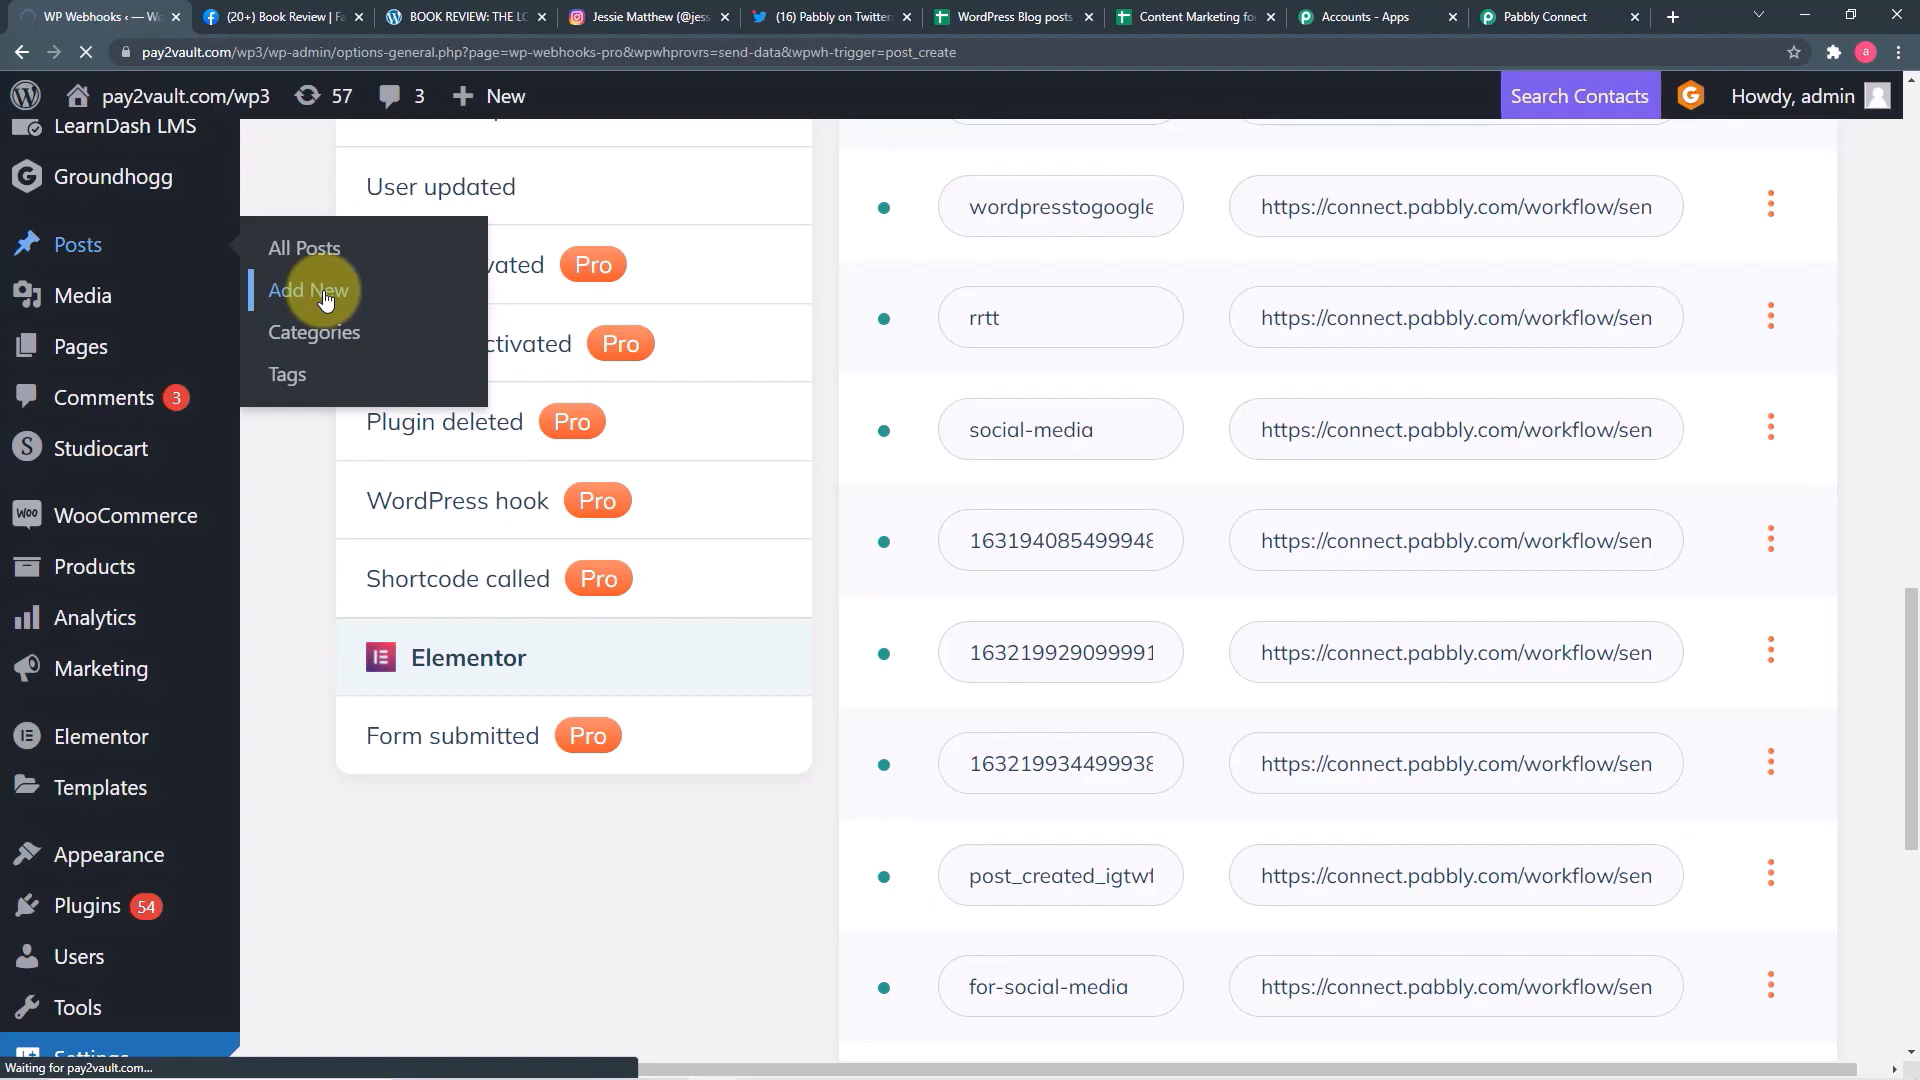 WP Webhooks ‹ — Wo
(20+) Book Review | Fa
BOOK REVIEW: THE LO
Jessie Matthew (@jess
(16) Pabbly on Twitter
WordPress Blog posts
Content Marketing fo
Accounts - Apps
Pabbly Connect
pay2vault.com/wp3/wp-admin/options-general.php?page=wp-webhooks-pro&wpwhprovrs=send-data&wpwh-trigger=post_create
a
pay2vault.com/wp3
57
3
New
Search Contacts
Howdy, admin
LearnDash LMS
Groundhogg
Posts
Media
Pages
Comments 3
Studiocart
WooCommerce
Products
Analytics
Marketing
Elementor
Templates
Appearance
Plugins 54
Users
Tools
Settings
All Posts
Add New
Categories
Tags
User updated
vated Pro
ctivated Pro
Plugin deleted Pro
WordPress hook Pro
Shortcode called Pro
Elementor
Form submitted Pro
wordpresstogoogle https://connect.pabbly.com/workflow/sen
rrtt https://connect.pabbly.com/workflow/sen
social-media https://connect.pabbly.com/workflow/sen
163194085499948 https://connect.pabbly.com/workflow/sen
163219929099991 https://connect.pabbly.com/workflow/sen
163219934499938 https://connect.pabbly.com/workflow/sen
post_created_igtwf https://connect.pabbly.com/workflow/sen
for-social-media https://connect.pabbly.com/workflow/sen
Waiting for pay2vault.com...